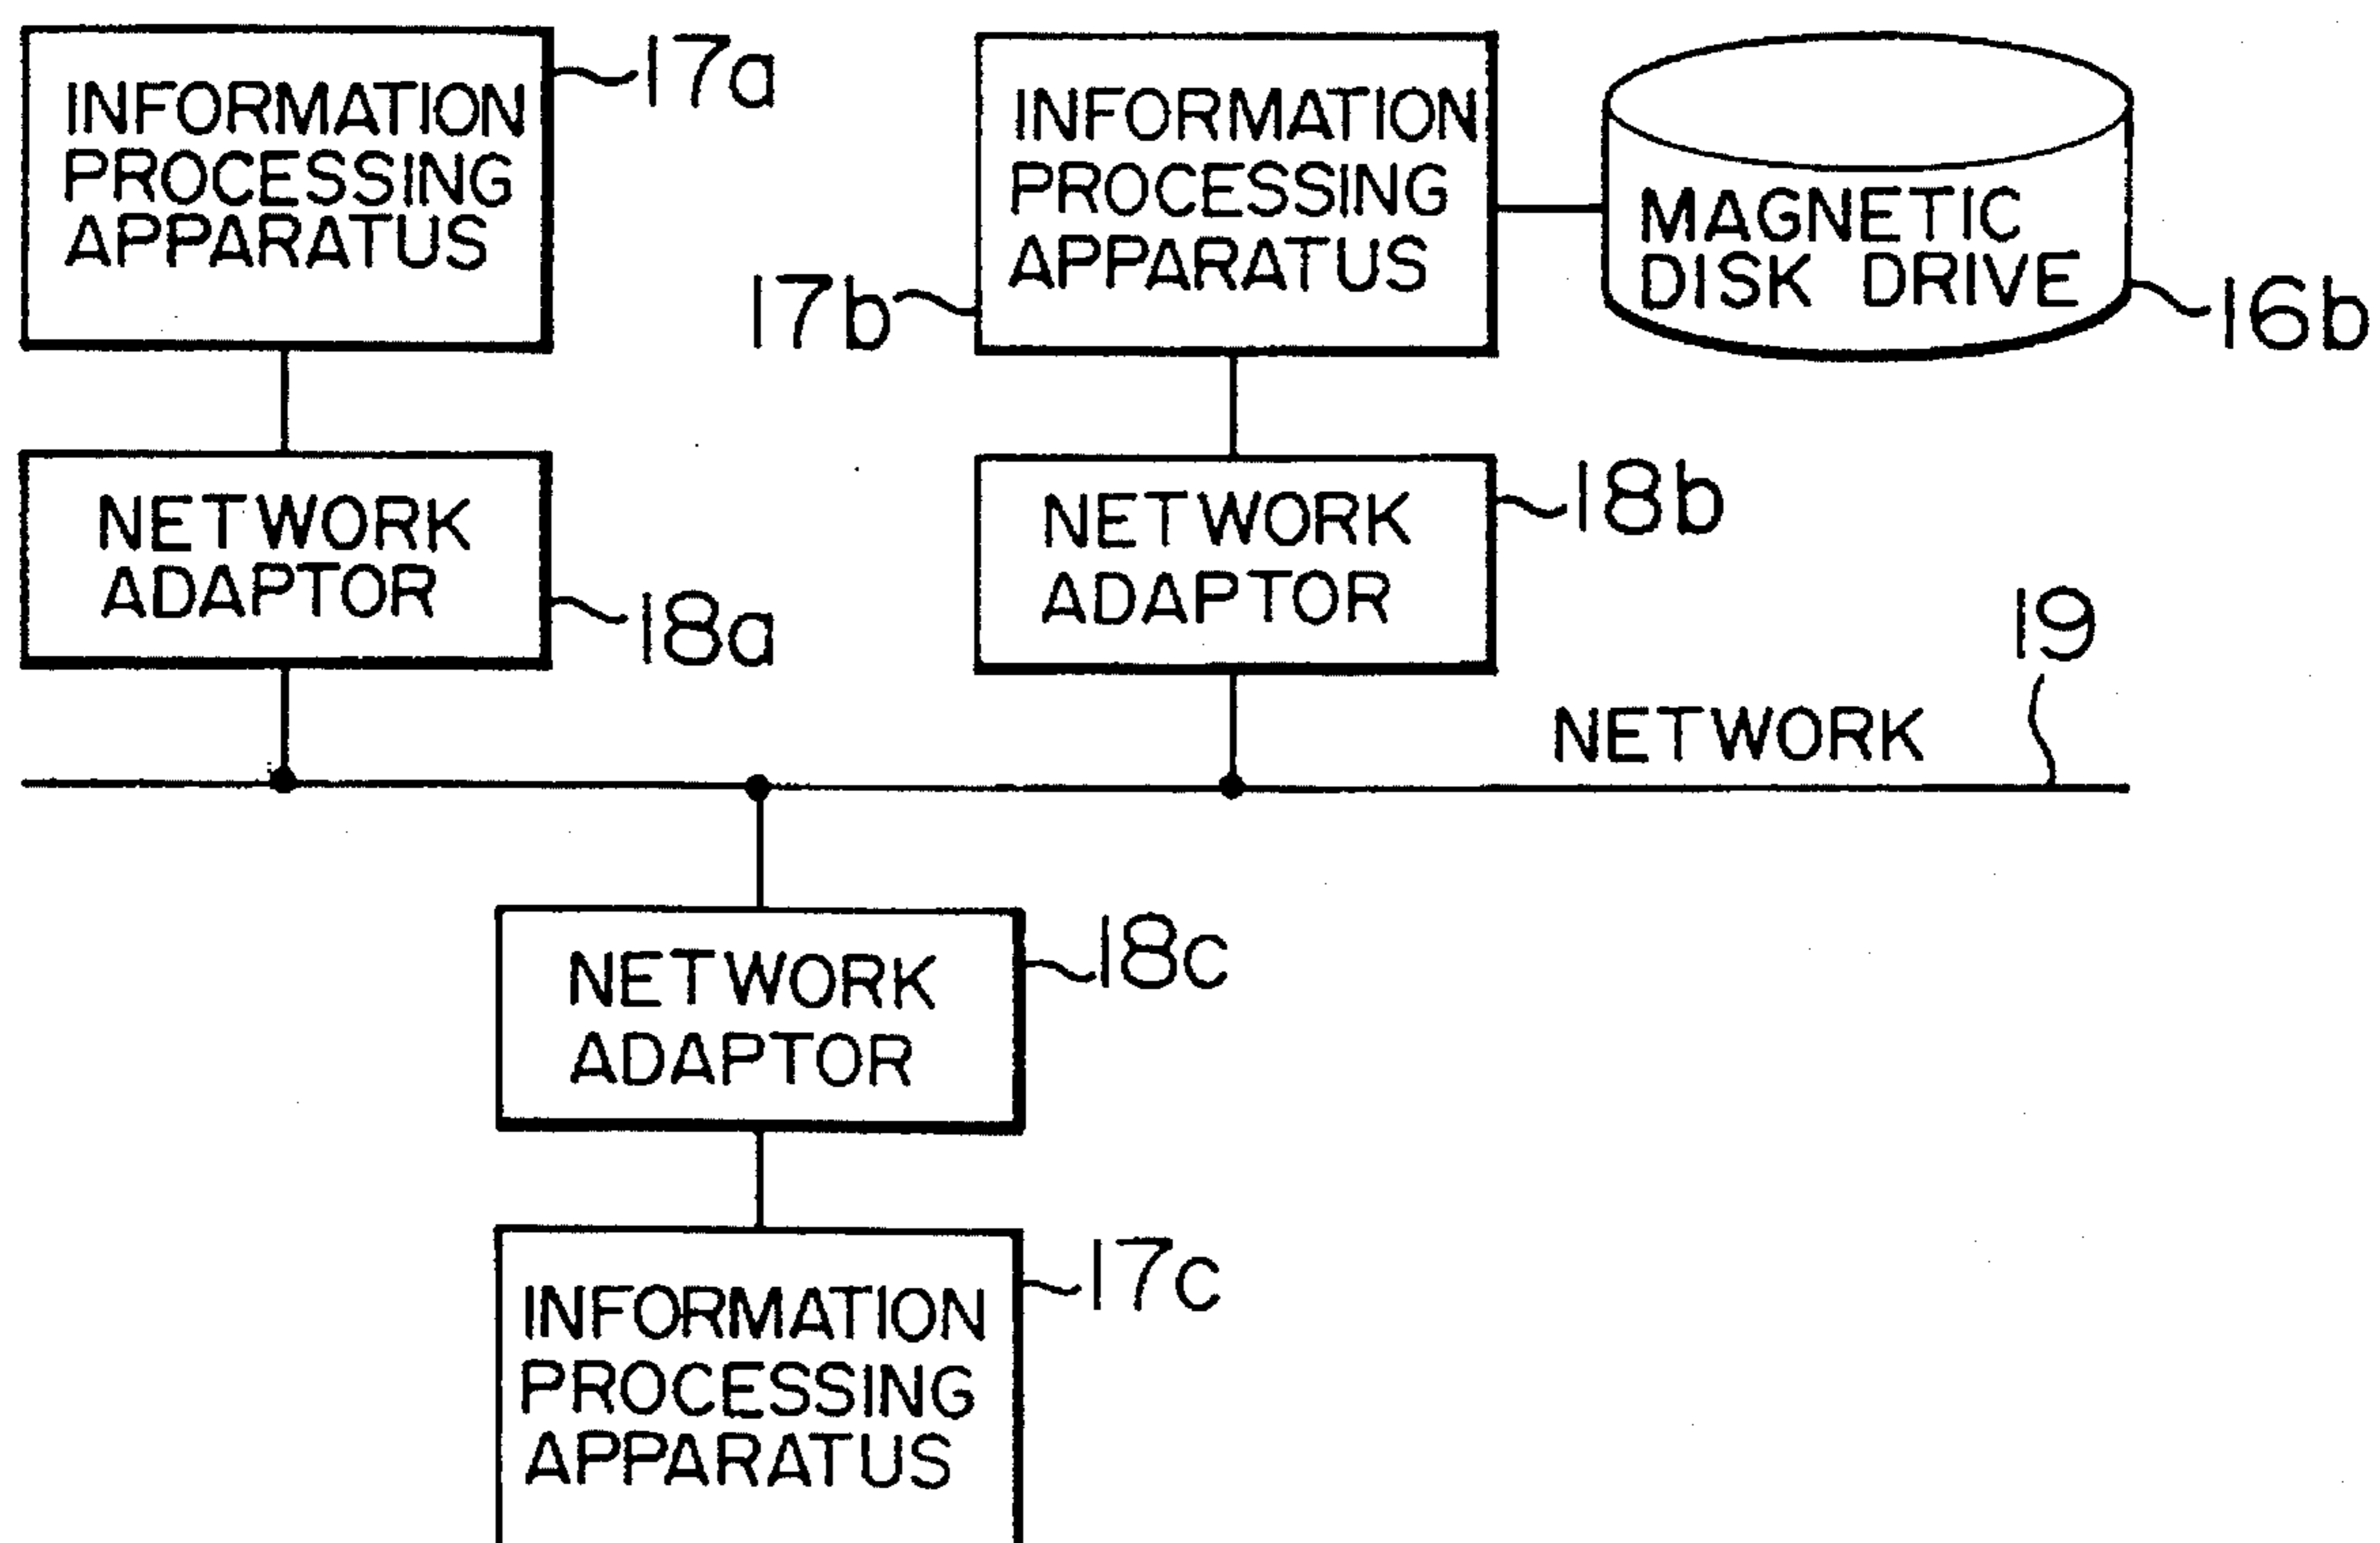 INFORMATION
PROCESSING
APPARATUS
17a
INFORMATION
PROCESSING
APPARATUS
17b
MAGNETIC
DISK DRIVE
16b
NETWORK
ADAPTOR
18a
NETWORK
ADAPTOR
18b
NETWORK
19
NETWORK
ADAPTOR
18c
INFORMATION
PROCESSING
APPARATUS
17c